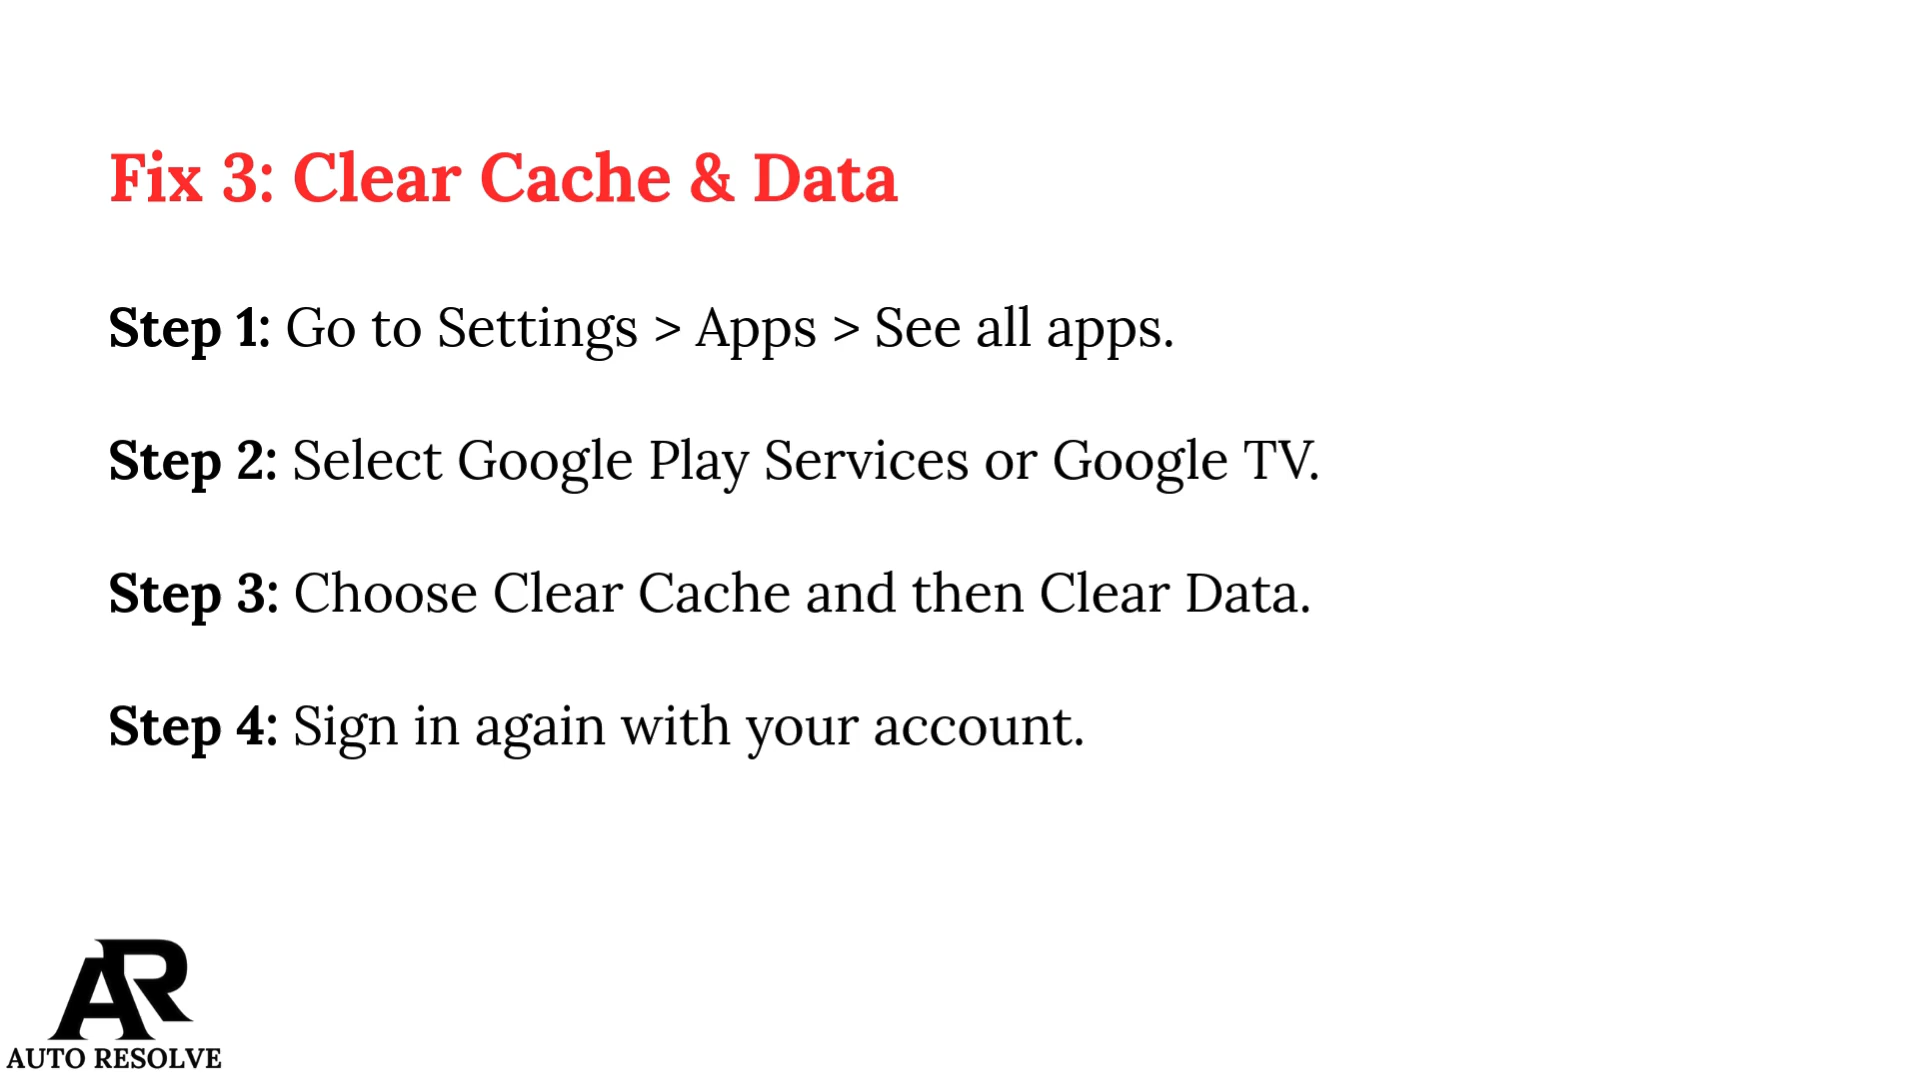 Fix 3: Clear Cache & Data
Step 1: Go to Settings > Apps > See all apps.
Step 2: Select Google Play Services or Google TV.
Step 3: Choose Clear Cache and then Clear Data.
Step 4: Sign in again with your account.
AR
AUTO RESOLVE